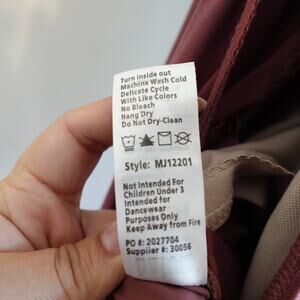 Turn inside out
Machine Wash Cold
Delicate Cycle
With Like Colors
No Bleach
Hang Dry
Do Not Dry-Clean
Style: MJ12201
Not Intended For
Children Under 3
Intended for
Dancewear
Purposes Only
Keep Away from Fire
PO #: 2027704
Supplier #: 30056